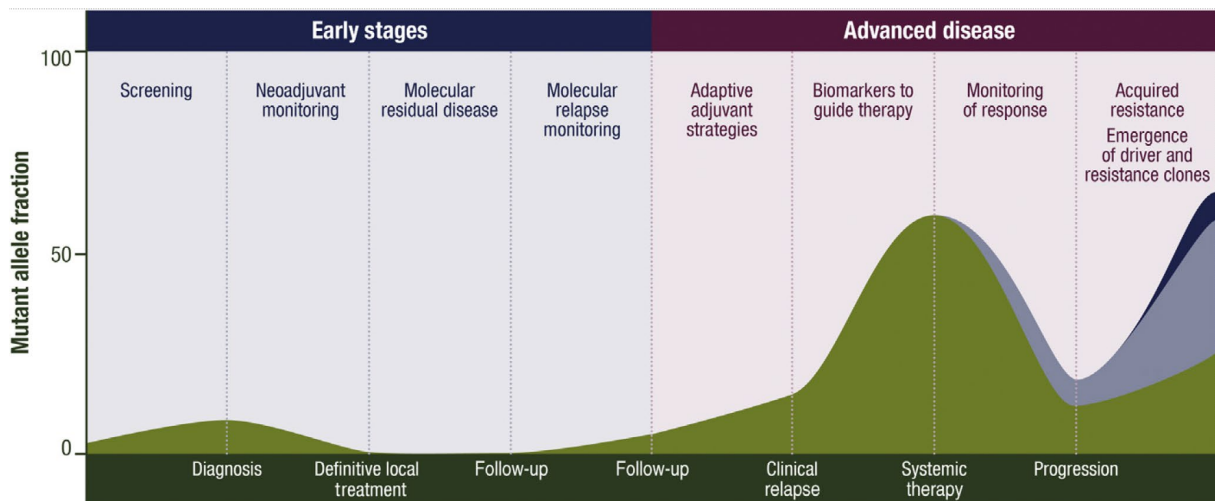 Early stages
Advanced disease
100
50
0
Mutant allele fraction
Screening
Neoadjuvant
monitoring
Molecular
residual disease
Molecular
relapse
monitoring
Adaptive
adjuvant
strategies
Biomarkers to
guide therapy
Monitoring
of response
Acquired
resistance
Emergence
of driver and
resistance clones
Diagnosis
Definitive local
treatment
Follow-up
Follow-up
Clinical
relapse
Systemic
therapy
Progression